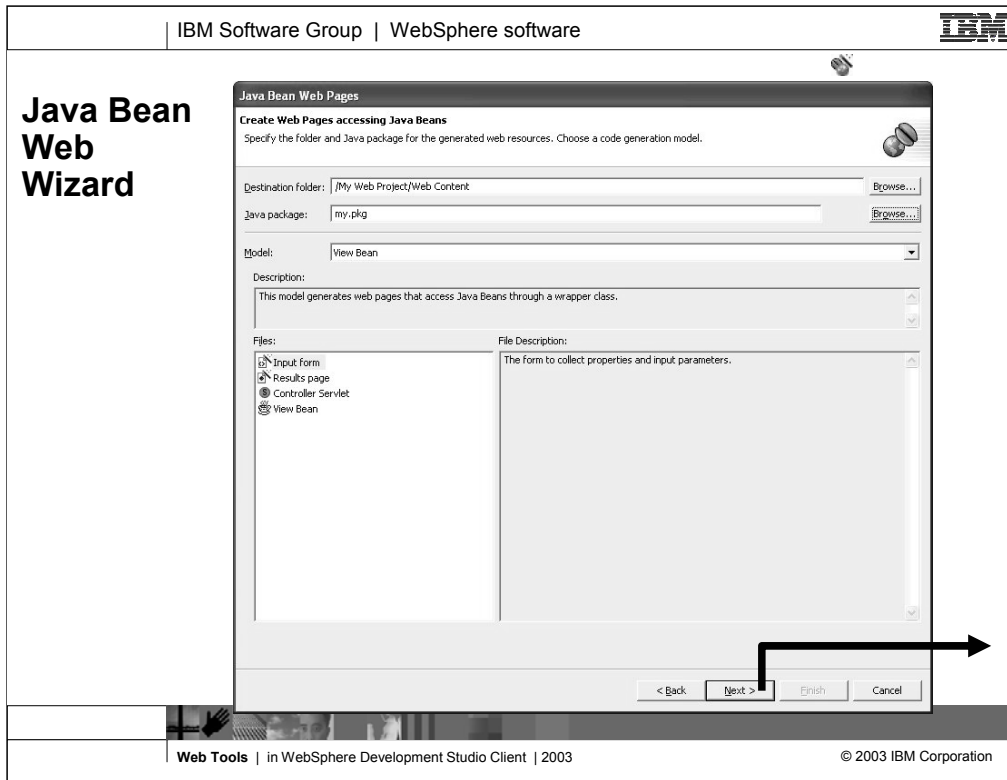 IBM Software Group | WebSphere software
IBM
Java Bean
Web
Wizard
Java Bean Web Pages
Create Web Pages accessing Java Beans
Specify the folder and Java package for the generated web resources. Choose a code generation model.
Destination folder: /My Web Project/Web Content Browse...
Java package: my.pkg Browse...
Model: View Bean
Description:
This model generates web pages that access Java Beans through a wrapper class.
Files:
Input form
Results page
Controller Servlet
View Bean
File Description:
The form to collect properties and input parameters.
< Back Next > Finish Cancel
Web Tools | in WebSphere Development Studio Client | 2003
© 2003 IBM Corporation